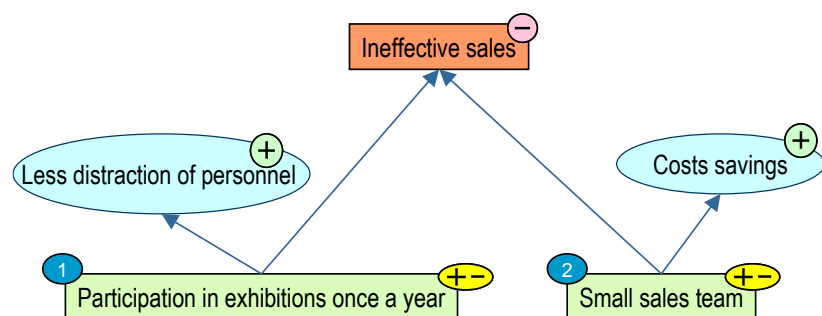 −
Ineffective sales
+
Less distraction of personnel
+
Costs savings
1
+−
Participation in exhibitions once a year
2
+−
Small sales team